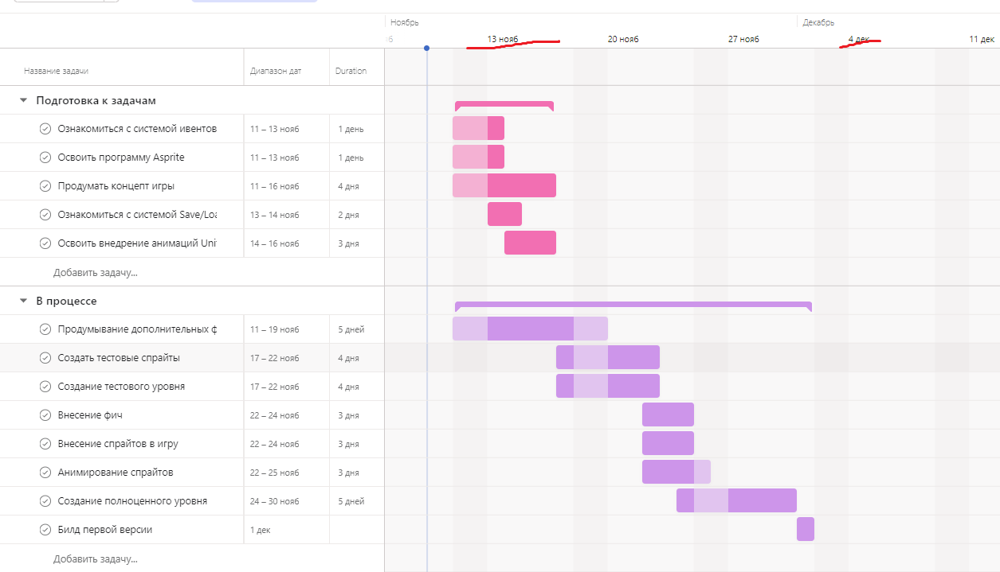 Ноябрь Декабрь
6 13 нояб 20 нояб 27 нояб 4 дек 11 дек
Название задачи Диапазон дат Duration
Подготовка к задачам
Ознакомиться с системой ивентов 11 – 13 нояб 1 день
Освоить программу Asprite 11 – 13 нояб 1 день
Продумать концепт игры 11 – 16 нояб 4 дня
Ознакомиться с системой Save/Loa 13 – 14 нояб 2 дня
Освоить внедрение анимаций Uni 14 – 16 нояб 3 дня
Добавить задачу...
В процессе
Продумывание дополнительных ф 11 – 19 нояб 5 дней
Создать тестовые спрайты 17 – 22 нояб 4 дня
Создание тестового уровня 17 – 22 нояб 4 дня
Внесение фич 22 – 24 нояб 3 дня
Внесение спрайтов в игру 22 – 24 нояб 3 дня
Анимирование спрайтов 22 – 25 нояб 3 дня
Создание полноценного уровня 24 – 30 нояб 5 дней
Билд первой версии 1 дек
Добавить задачу...